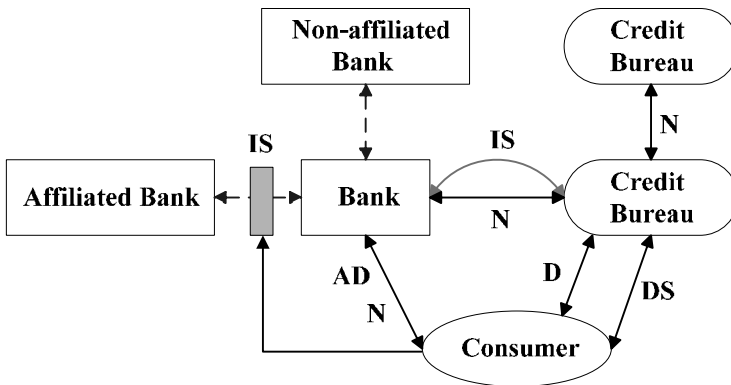 Non-affiliated
Bank
Credit
Bureau
N
IS
IS
Affiliated Bank
Bank
N
Credit
Bureau
AD
N
D
DS
Consumer